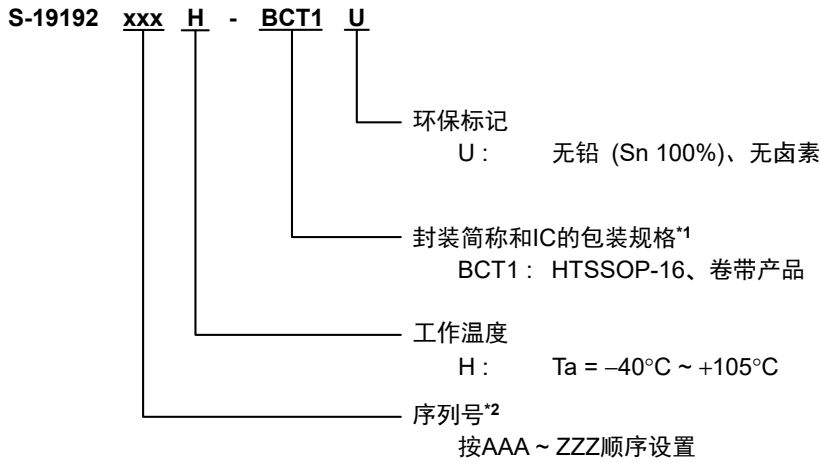 S-19192 xxx H - BCT1 U
环保标记
U : 无铅 (Sn 100%)、无卤素
封装简称和IC的包装规格*1
BCT1 : HTSSOP-16、卷带产品
工作温度
H : Ta = −40°C ~ +105°C
序列号*2
按AAA ~ ZZZ顺序设置